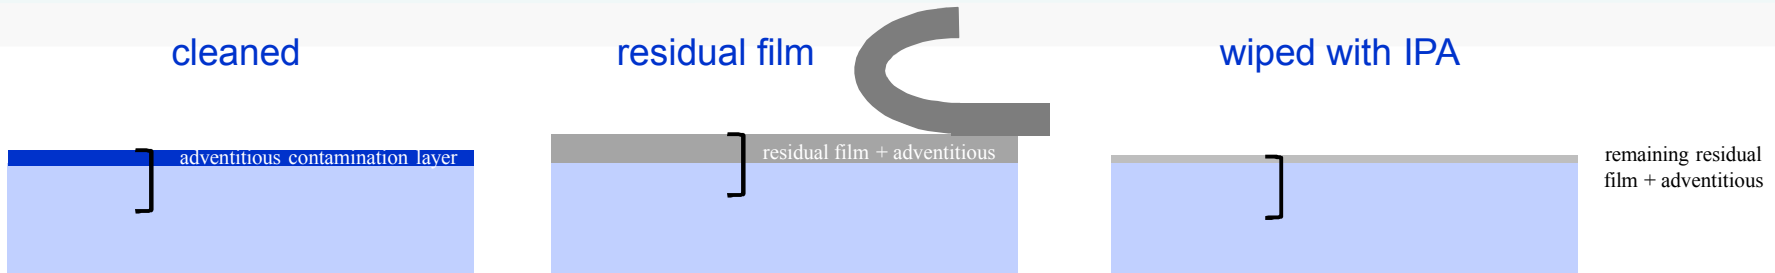 cleaned
residual film
wiped with IPA
adventitious contamination layer
residual film + adventitious
remaining residual
film + adventitious